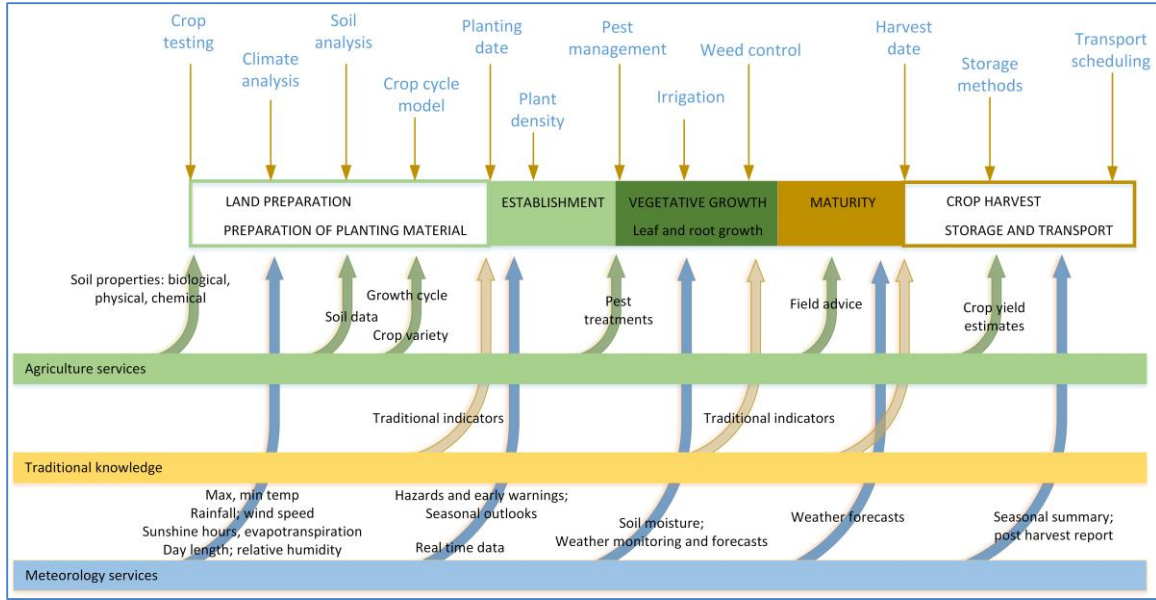 Crop
testing
Climate
analysis
Soil
analysis
Crop cycle
model
Planting
date
Plant
density
Pest
management
Irrigation
Weed control
Harvest
date
Storage
methods
Transport
scheduling
LAND PREPARATION
PREPARATION OF PLANTING MATERIAL
ESTABLISHMENT
VEGETATIVE GROWTH
Leaf and root growth
MATURITY
CROP HARVEST
STORAGE AND TRANSPORT
Soil properties: biological,
physical, chemical
Soil data
Growth cycle
Crop variety
Pest
treatments
Field advice
Crop yield
estimates
Agriculture services
Traditional indicators
Traditional indicators
Traditional knowledge
Max, min temp
Rainfall; wind speed
Sunshine hours, evapotranspiration
Day length; relative humidity
Hazards and early warnings;
Seasonal outlooks
Real time data
Soil moisture;
Weather monitoring and forecasts
Weather forecasts
Seasonal summary;
post harvest report
Meteorology services